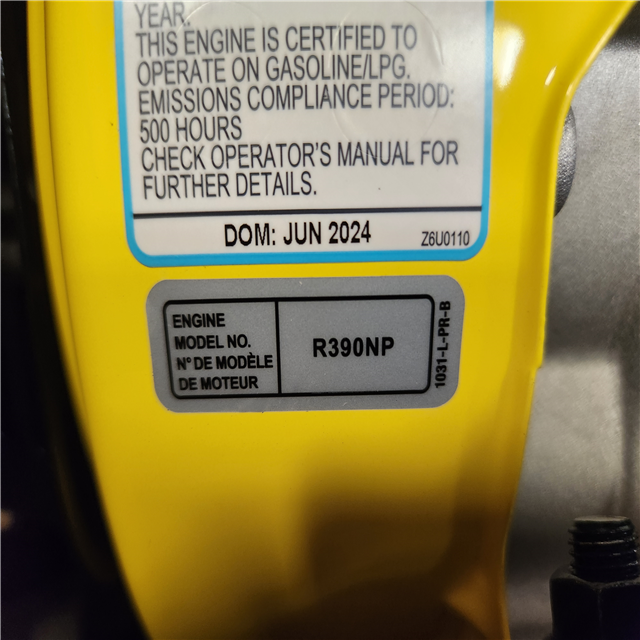 YEAR
THIS ENGINE IS CERTIFIED TO
OPERATE ON GASOLINE/LPG.
EMISSIONS COMPLIANCE PERIOD:
500 HOURS
CHECK OPERATOR'S MANUAL FOR
FURTHER DETAILS.
DOM: JUN 2024
Z6U0110
ENGINE
MODEL NO.
N° DE MODÈLE
DE MOTEUR
R390NP
1031-L-PR-B